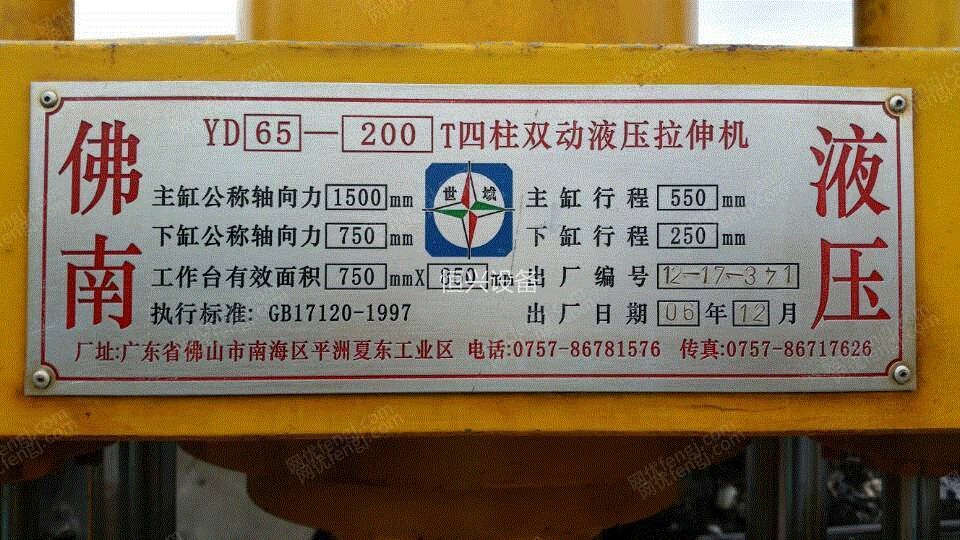 佛南
液压
YD 65—200 T四柱双动液压拉伸机
主缸公称轴向力 1500 mm 主缸行程 550 mm
下缸公称轴向力 750 mm 下缸行程 250 mm
工作台有效面积 750 mmX 出厂编号 12-17-371
执行标准: GB17120-1997 出厂日期 06 年 12 月
厂址:广东省佛山市南海区平洲夏东工业区 电话:0757-86781576 传真:0757-86717626
世斌
恒兴设备